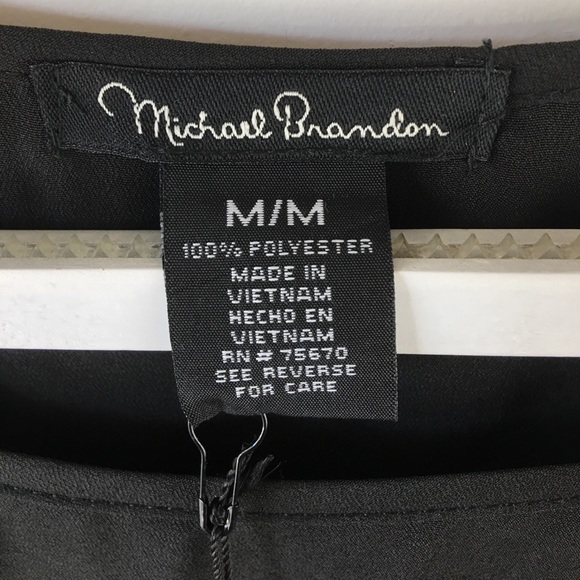 Michael Brandon
M/M
100% POLYESTER
MADE IN
VIETNAM
HECHO EN
VIETNAM
RN # 75670
SEE REVERSE
FOR CARE